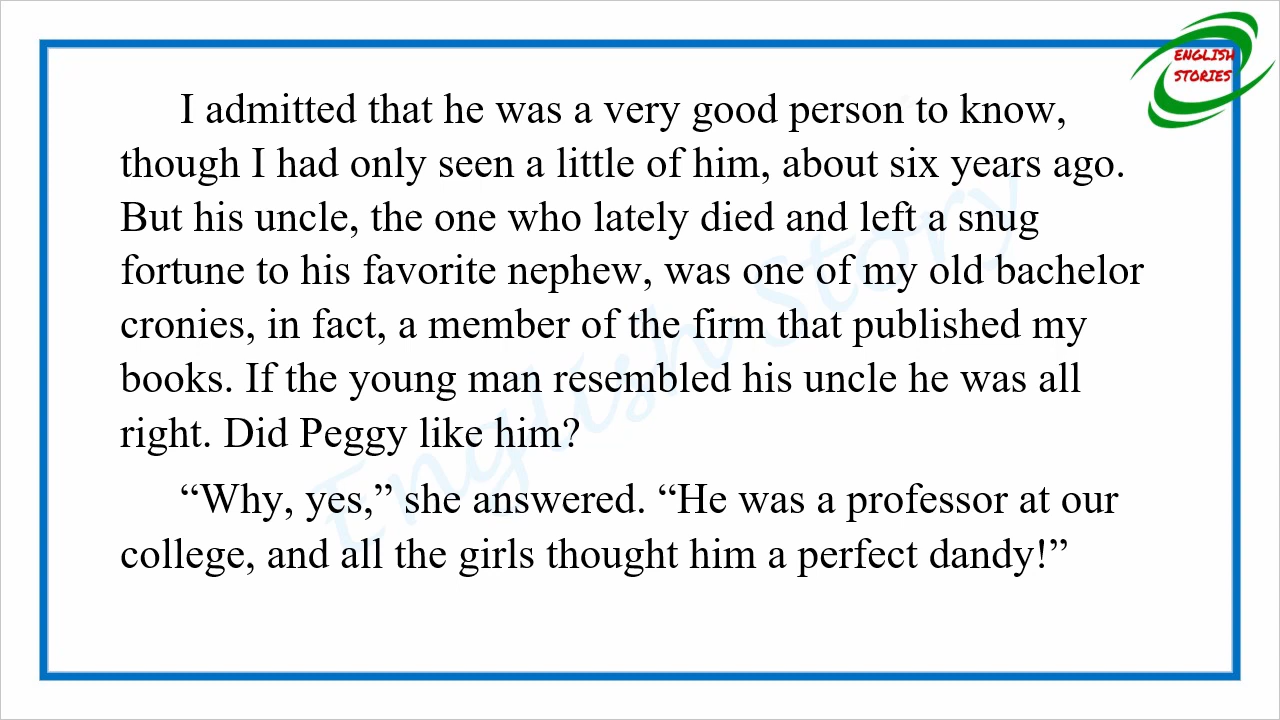 ENGLISH
STORIES
I admitted that he was a very good person to know,
though I had only seen a little of him, about six years ago.
But his uncle, the one who lately died and left a snug
fortune to his favorite nephew, was one of my old bachelor
cronies, in fact, a member of the firm that published my
books. If the young man resembled his uncle he was all
right. Did Peggy like him?
“Why, yes,” she answered. “He was a professor at our
college, and all the girls thought him a perfect dandy!”
English Story